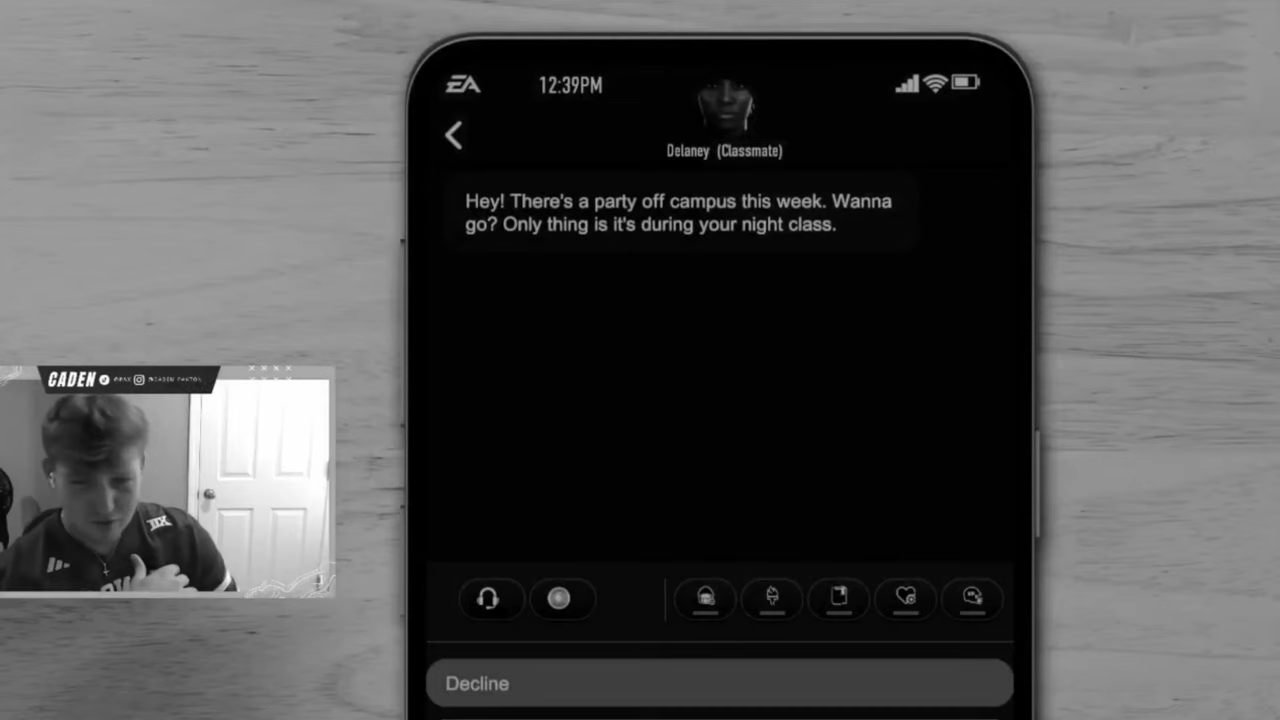 EA
12:39PM
Delaney (Classmate)
Hey! There's a party off campus this week. Wanna
go? Only thing is it's during your night class.
CADEN
Decline